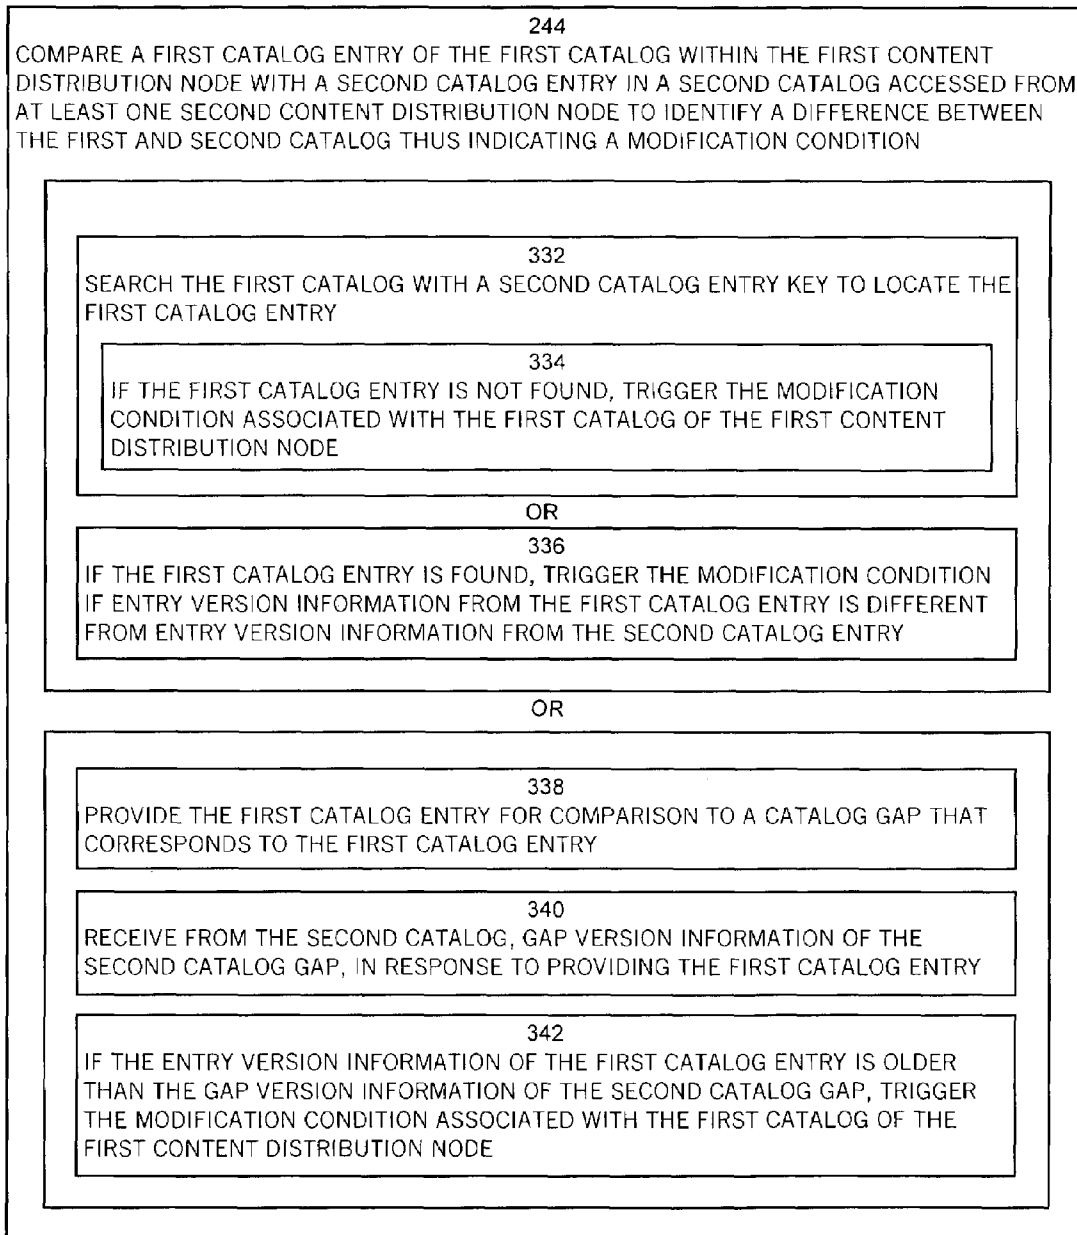 244
COMPARE A FIRST CATALOG ENTRY OF THE FIRST CATALOG WITHIN THE FIRST CONTENT
DISTRIBUTION NODE WITH A SECOND CATALOG ENTRY IN A SECOND CATALOG ACCESSED FROM
AT LEAST ONE SECOND CONTENT DISTRIBUTION NODE TO IDENTIFY A DIFFERENCE BETWEEN
THE FIRST AND SECOND CATALOG THUS INDICATING A MODIFICATION CONDITION
332
SEARCH THE FIRST CATALOG WITH A SECOND CATALOG ENTRY KEY TO LOCATE THE
FIRST CATALOG ENTRY
334
IF THE FIRST CATALOG ENTRY IS NOT FOUND, TRIGGER THE MODIFICATION
CONDITION ASSOCIATED WITH THE FIRST CATALOG OF THE FIRST CONTENT
DISTRIBUTION NODE
OR
336
IF THE FIRST CATALOG ENTRY IS FOUND, TRIGGER THE MODIFICATION CONDITION
IF ENTRY VERSION INFORMATION FROM THE FIRST CATALOG ENTRY IS DIFFERENT
FROM ENTRY VERSION INFORMATION FROM THE SECOND CATALOG ENTRY
OR
338
PROVIDE THE FIRST CATALOG ENTRY FOR COMPARISON TO A CATALOG GAP THAT
CORRESPONDS TO THE FIRST CATALOG ENTRY
340
RECEIVE FROM THE SECOND CATALOG, GAP VERSION INFORMATION OF THE
SECOND CATALOG GAP, IN RESPONSE TO PROVIDING THE FIRST CATALOG ENTRY
342
IF THE ENTRY VERSION INFORMATION OF THE FIRST CATALOG ENTRY IS OLDER
THAN THE GAP VERSION INFORMATION OF THE SECOND CATALOG GAP, TRIGGER
THE MODIFICATION CONDITION ASSOCIATED WITH THE FIRST CATALOG OF THE
FIRST CONTENT DISTRIBUTION NODE